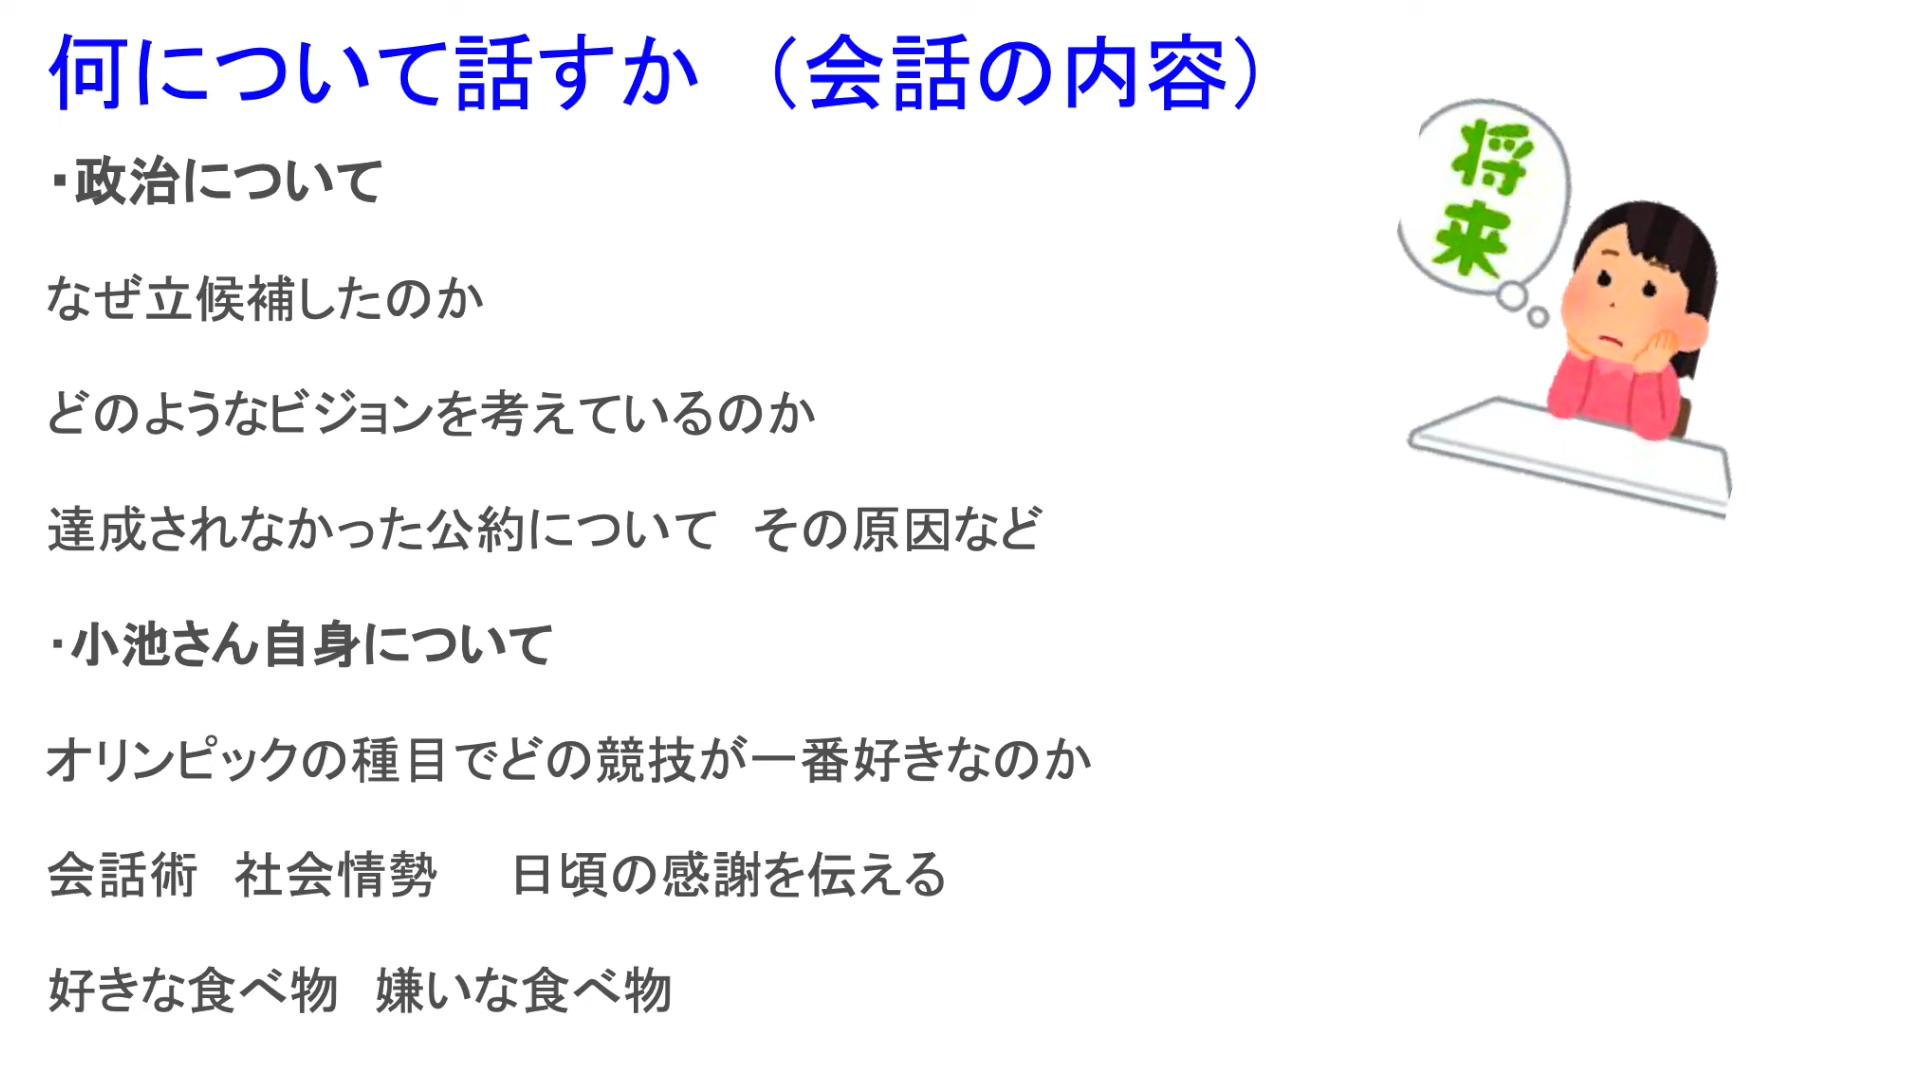 何について話すか　（会話の内容）
・政治について
なぜ立候補したのか
どのようなビジョンを考えているのか
達成されなかった公約について　その原因など
・小池さん自身について
オリンピックの種目でどの競技が一番好きなのか
会話術　社会情勢　　日頃の感謝を伝える
好きな食べ物　嫌いな食べ物
将来